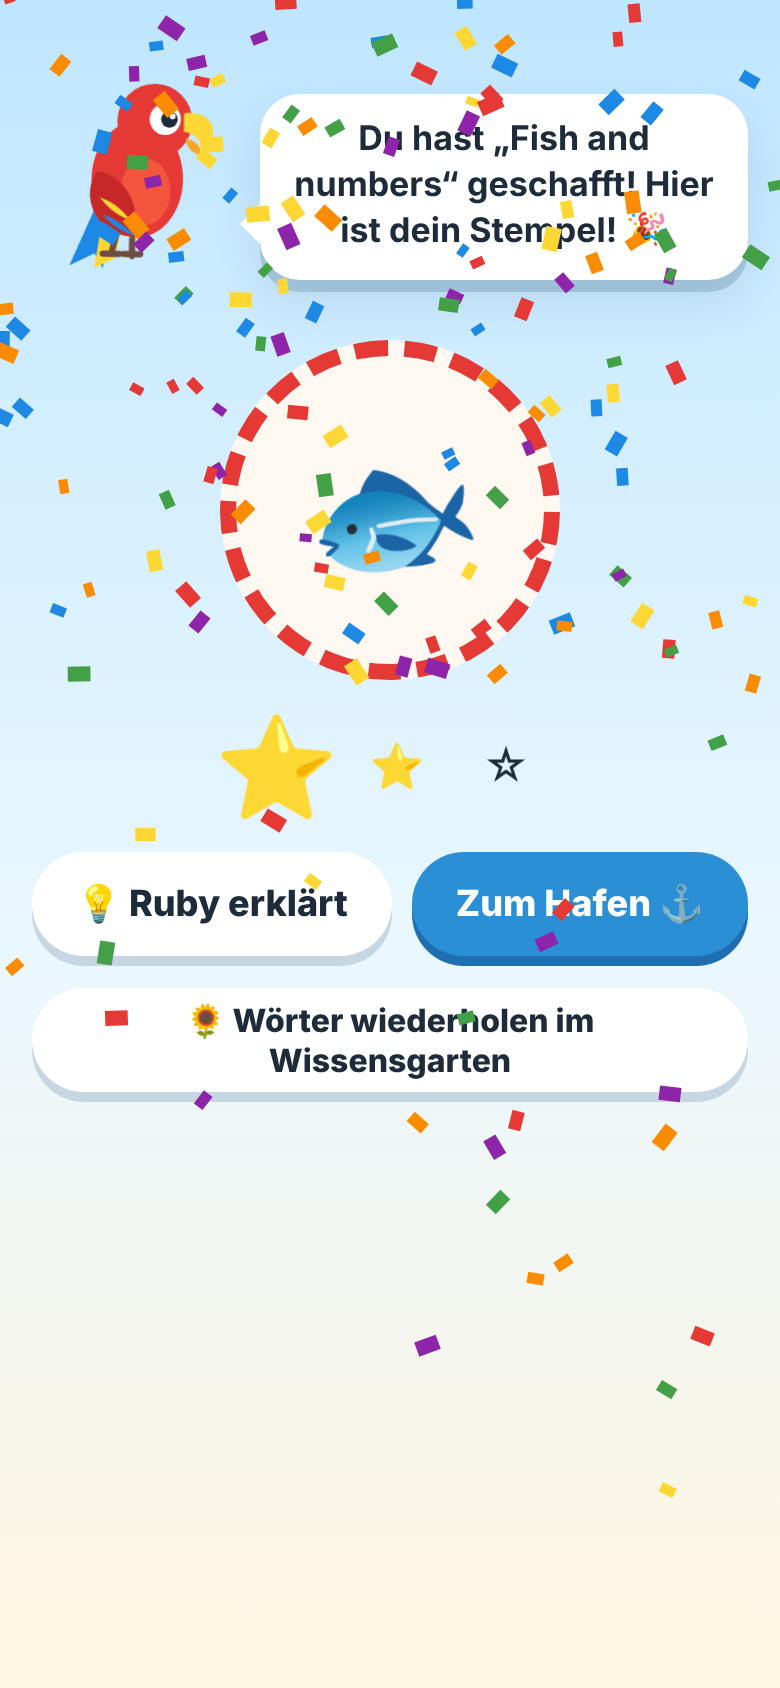 Du hast „Fish and
numbers“ geschafft! Hier
ist dein Stempel! 🎉
💡 Ruby erklärt
Zum Hafen ⚓
🌻 Wörter wiederholen im
Wissensgarten